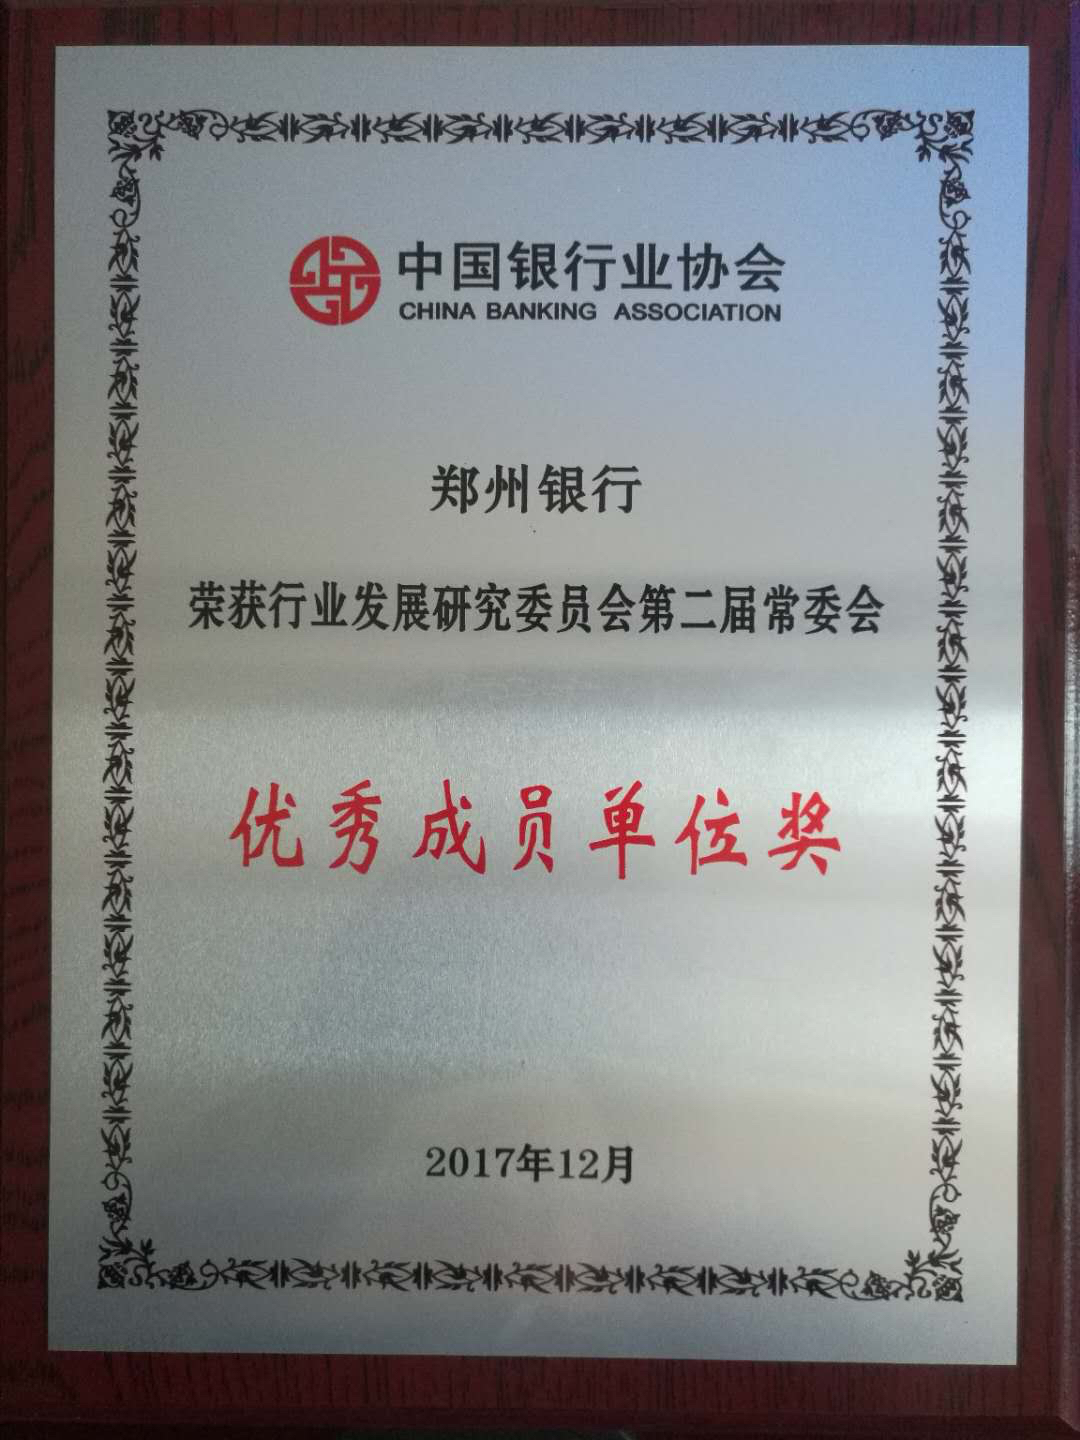 中国银行业协会
CHINA BANKING ASSOCIATION
郑州银行
荣获行业发展研究委员会第二届常委会
优秀成员单位奖
2017年12月